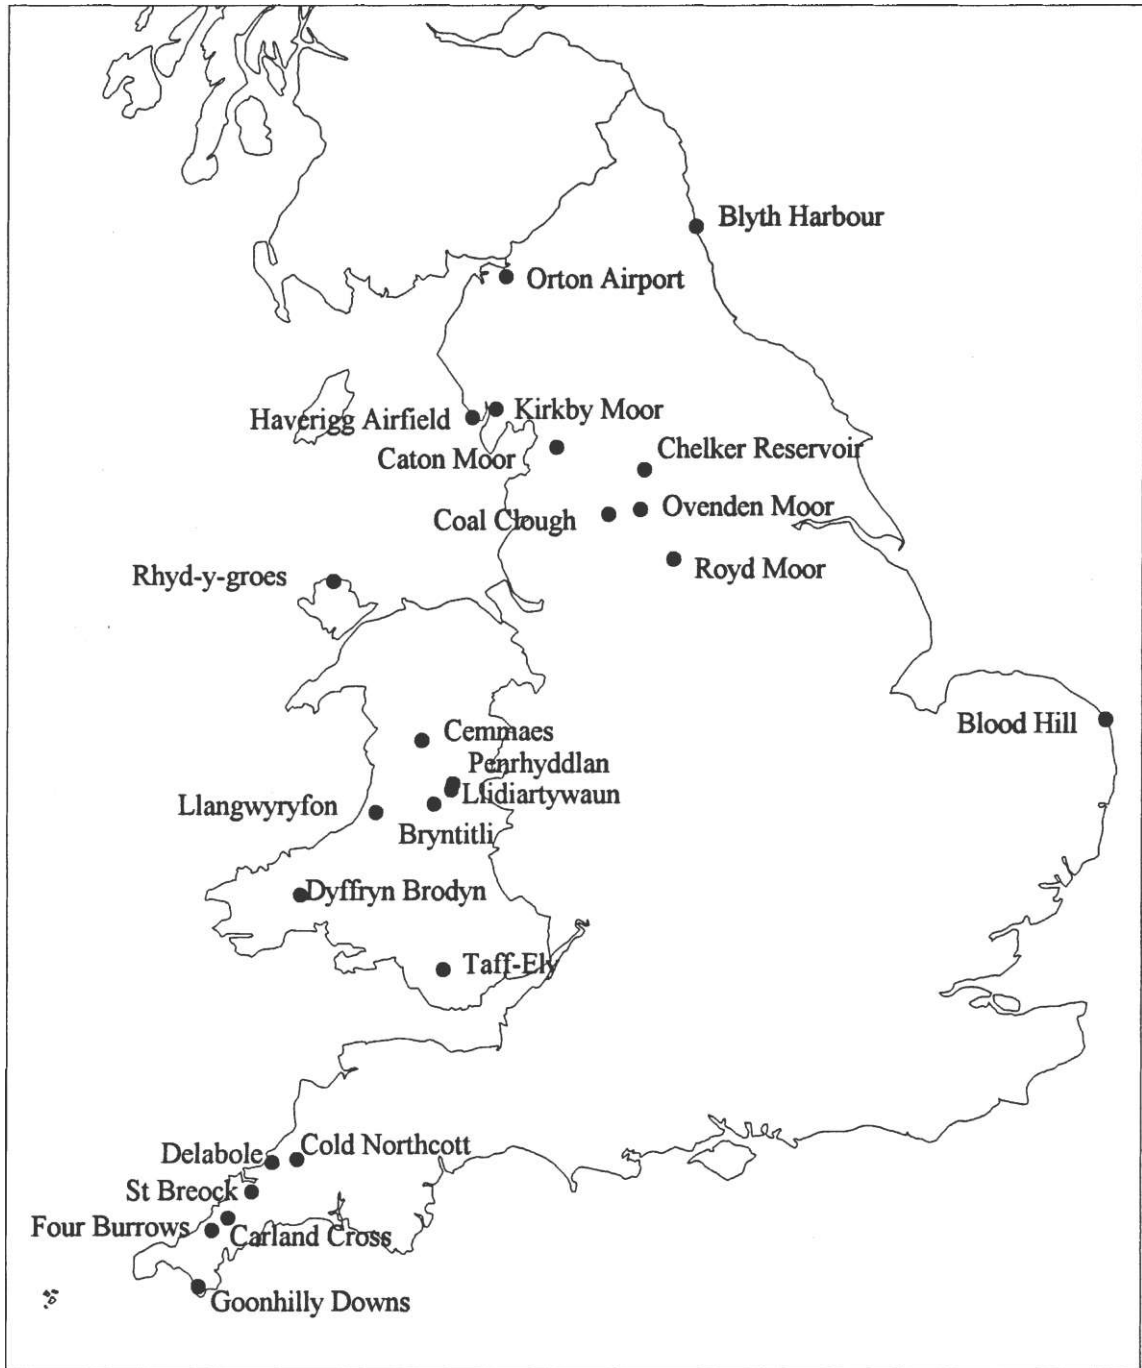 Blyth Harbour
Orton Airport
Kirkby Moor
Haverigg Airfield
Caton Moor
Chelker Reservoir
Ovenden Moor
Coal Clough
Royd Moor
Rhyd-y-groes
Blood Hill
Cemmaes
Penrhyddlan
Llidiartywaun
Llangwyryfon
Bryntitli
Dyffryn Brodyn
Taff-Ely
Cold Northcott
Delabole
St Breock
Four Burrows
Carland Cross
Goonhilly Downs